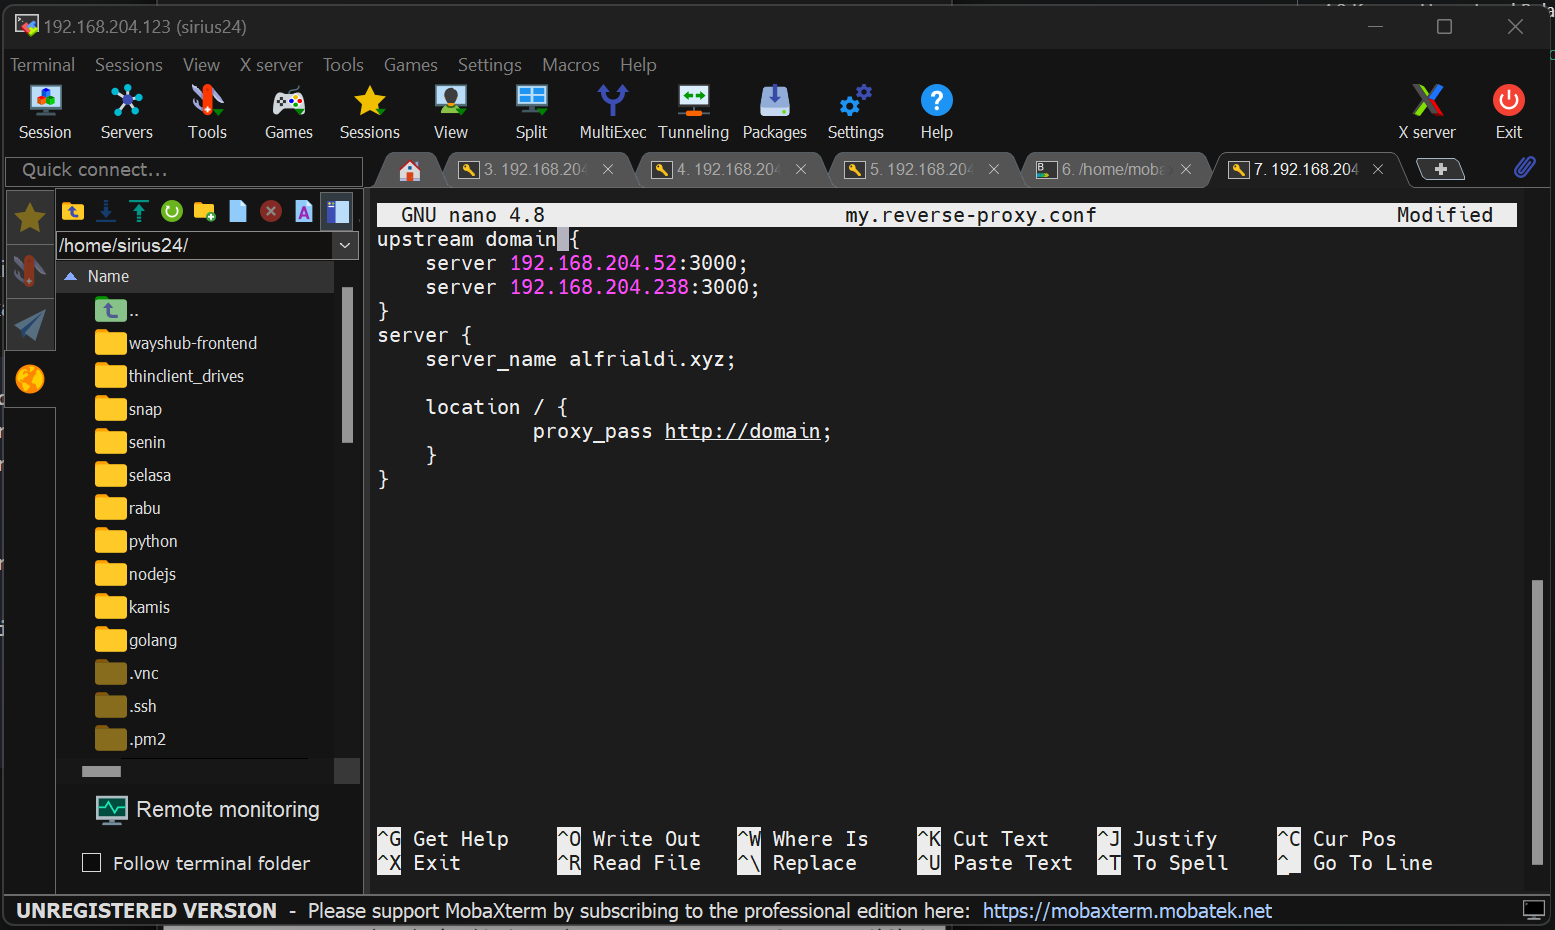 192.168.204.123 (sirius24)
Terminal Sessions View X server Tools Games Settings Macros Help
Session Servers Tools Games Sessions View Split MultiExec Tunneling Packages Settings Help X server Exit
Quick connect...
3. 192.168.204 4. 192.168.204 5. 192.168.204 6. /home/moba 7. 192.168.204
/home/sirius24/
Name
..
wayshub-frontend
thinclient_drives
snap
senin
selasa
rabu
python
nodejs
kamis
golang
.vnc
.ssh
.pm2
Remote monitoring
Follow terminal folder
GNU nano 4.8 my.reverse-proxy.conf Modified
upstream domain {
server 192.168.204.52:3000;
server 192.168.204.238:3000;
}
server {
server_name alfrialdi.xyz;
location / {
proxy_pass http://domain;
}
}
^G Get Help ^O Write Out ^W Where Is ^K Cut Text ^J Justify ^C Cur Pos
^X Exit ^R Read File ^\ Replace ^U Paste Text ^T To Spell ^_ Go To Line
UNREGISTERED VERSION - Please support MobaXterm by subscribing to the professional edition here: https://mobaxterm.mobatek.net